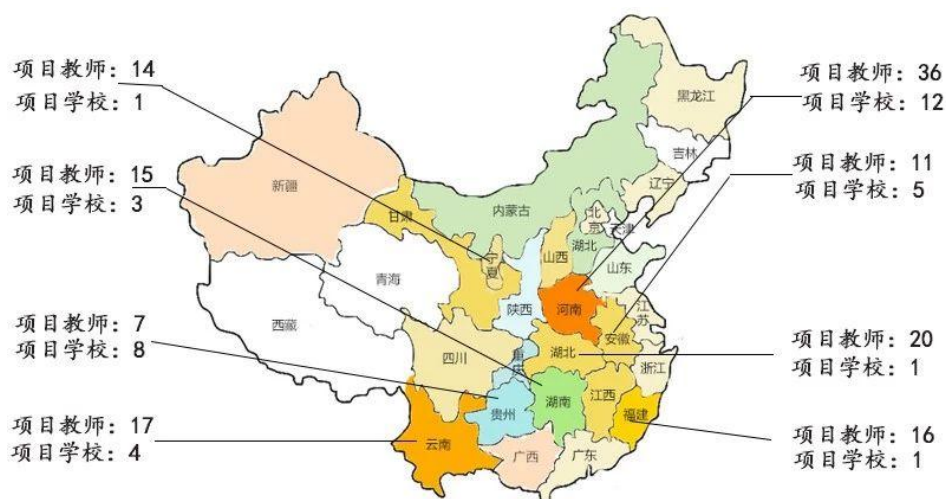 项目教师: 14
项目学校: 1
项目教师: 15
项目学校: 3
项目教师: 7
项目学校: 8
项目教师: 17
项目学校: 4
项目教师: 36
项目学校: 12
项目教师: 11
项目学校: 5
项目教师: 20
项目学校: 1
项目教师: 16
项目学校: 1
黑龙江
吉林
辽宁
新疆
内蒙古
甘肃
北京
天津
湖北
山西
宁夏
山东
青海
陕西
河南
江苏
西藏
安徽
四川
重庆
湖北
浙江
江西
湖南
贵州
福建
云南
广西
广东